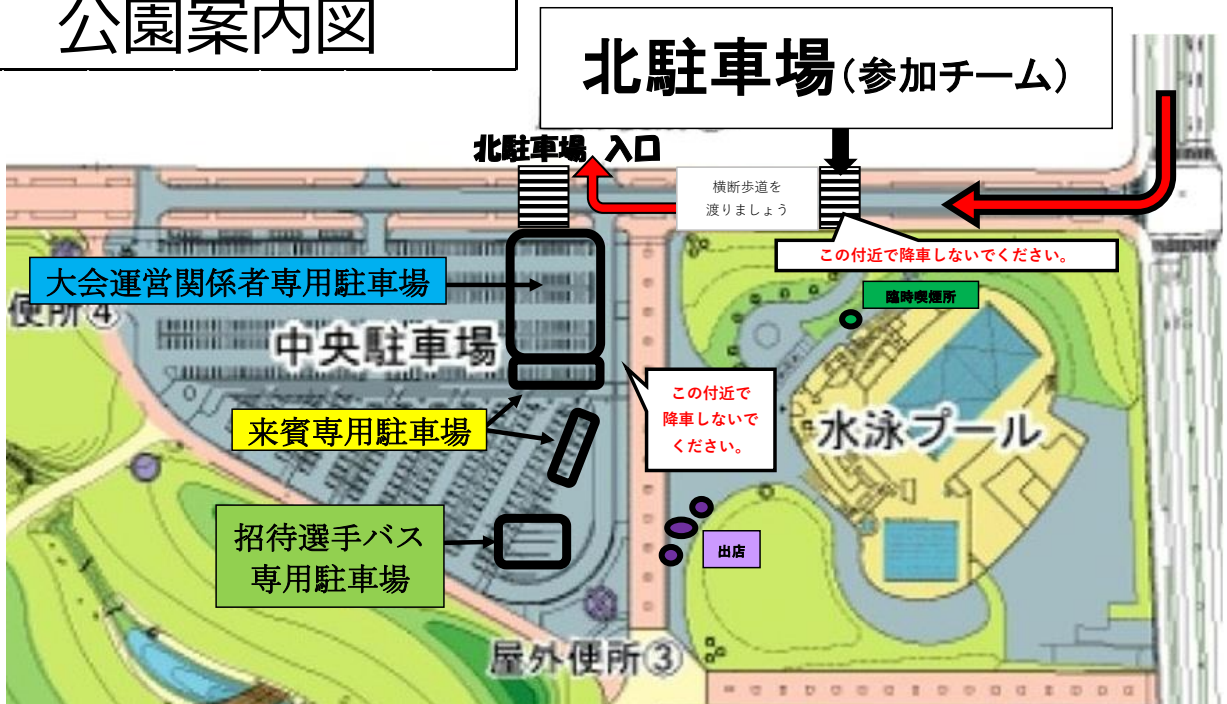 公園案内図
北駐車場(参加チーム)
北駐車場 入口
横断歩道を
渡りましょう
この付近で降車しないでください。
大会運営関係者専用駐車場
臨時喫煙所
便所④
中央駐車場
この付近で
降車しないで
ください。
来賓専用駐車場
水泳プール
招待選手バス
専用駐車場
出店
屋外便所③